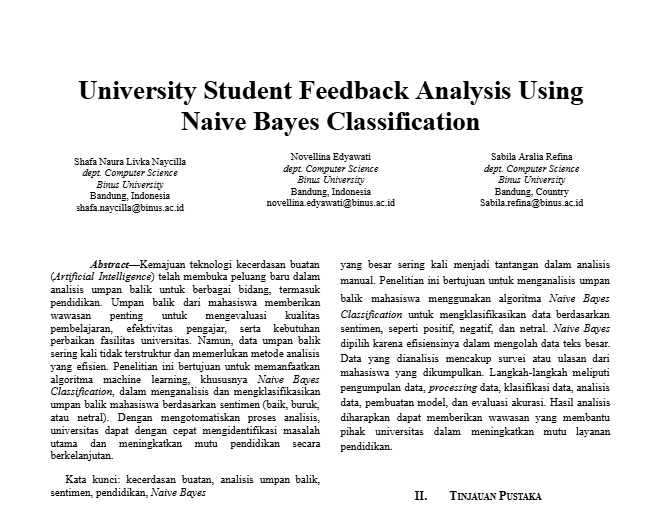 University Student Feedback Analysis Using
Naive Bayes Classification
Shafa Naura Livka Naycilla
dept. Computer Science
Binus University
Bandung, Indonesia
shafa.naycilla@binus.ac.id
Novellina Edyawati
dept. Computer Science
Binus University
Bandung, Indonesia
novellina.edyawati@binus.ac.id
Sabila Aralia Refina
dept. Computer Science
Binus University
Bandung, Country
Sabila.refina@binus.ac.id
Abstract—Kemajuan teknologi kecerdasan buatan
(Artificial Intelligence) telah membuka peluang baru dalam
analisis umpan balik untuk berbagai bidang, termasuk
pendidikan. Umpan balik dari mahasiswa memberikan
wawasan penting untuk mengevaluasi kualitas
pembelajaran, efektivitas pengajar, serta kebutuhan
perbaikan fasilitas universitas. Namun, data umpan balik
sering kali tidak terstruktur dan memerlukan metode analisis
yang efisien. Penelitian ini bertujuan untuk memanfaatkan
algoritma machine learning, khususnya Naive Bayes
Classification, dalam menganalisis dan mengklasifikasikan
umpan balik mahasiswa berdasarkan sentimen (baik, buruk,
atau netral). Dengan mengotomatiskan proses analisis,
universitas dapat dengan cepat mengidentifikasi masalah
utama dan meningkatkan mutu pendidikan secara
berkelanjutan.
Kata kunci: kecerdasan buatan, analisis umpan balik,
sentimen, pendidikan, Naive Bayes
yang besar sering kali menjadi tantangan dalam analisis
manual. Penelitian ini bertujuan untuk menganalisis umpan
balik mahasiswa menggunakan algoritma Naive Bayes
Classification untuk mengklasifikasikan data berdasarkan
sentimen, seperti positif, negatif, dan netral. Naive Bayes
dipilih karena efisiensinya dalam mengolah data teks besar.
Data yang dianalisis mencakup survei atau ulasan dari
mahasiswa yang dikumpulkan. Langkah-langkah meliputi
pengumpulan data, processing data, klasifikasi data, analisis
data, pembuatan model, dan evaluasi akurasi. Hasil analisis
diharapkan dapat memberikan wawasan yang membantu
pihak universitas dalam meningkatkan mutu layanan
pendidikan.
II. TINJAUAN PUSTAKA